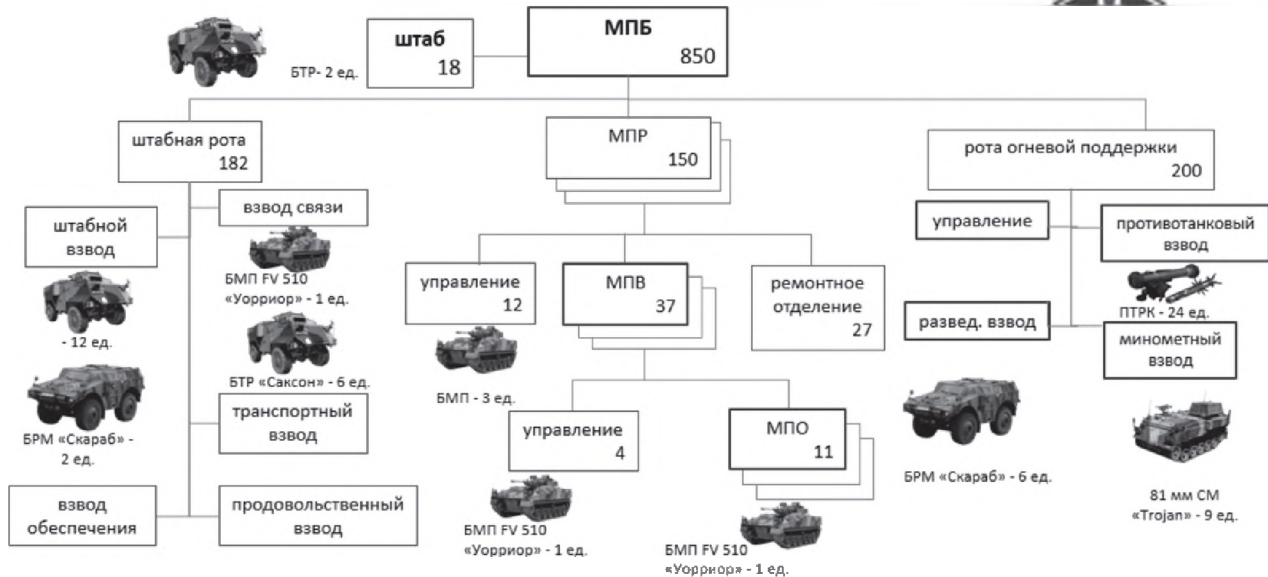 штаб
18
МПБ
850
БТР- 2 ед.
штабная рота
182
МПР
150
рота огневой поддержки
200
штабной
взвод
- 12 ед.
БРМ «Скараб» -
2 ед.
взвод
обеспечения
взвод связи
БМП FV 510
«Уорриор» - 1 ед.
БТР «Саксон» - 6 ед.
транспортный
взвод
продовольственный
взвод
управление
12
БМП - 3 ед.
МПВ
37
ремонтное
отделение
27
управление
4
БМП FV 510
«Уорриор» - 1 ед.
МПО
11
БМП FV 510
«Уорриор» - 1 ед.
управление
противотанковый
взвод
ПТРК - 24 ед.
развед. взвод
БРМ «Скараб» - 6 ед.
минометный
взвод
81 мм СМ
«Trojan» - 9 ед.